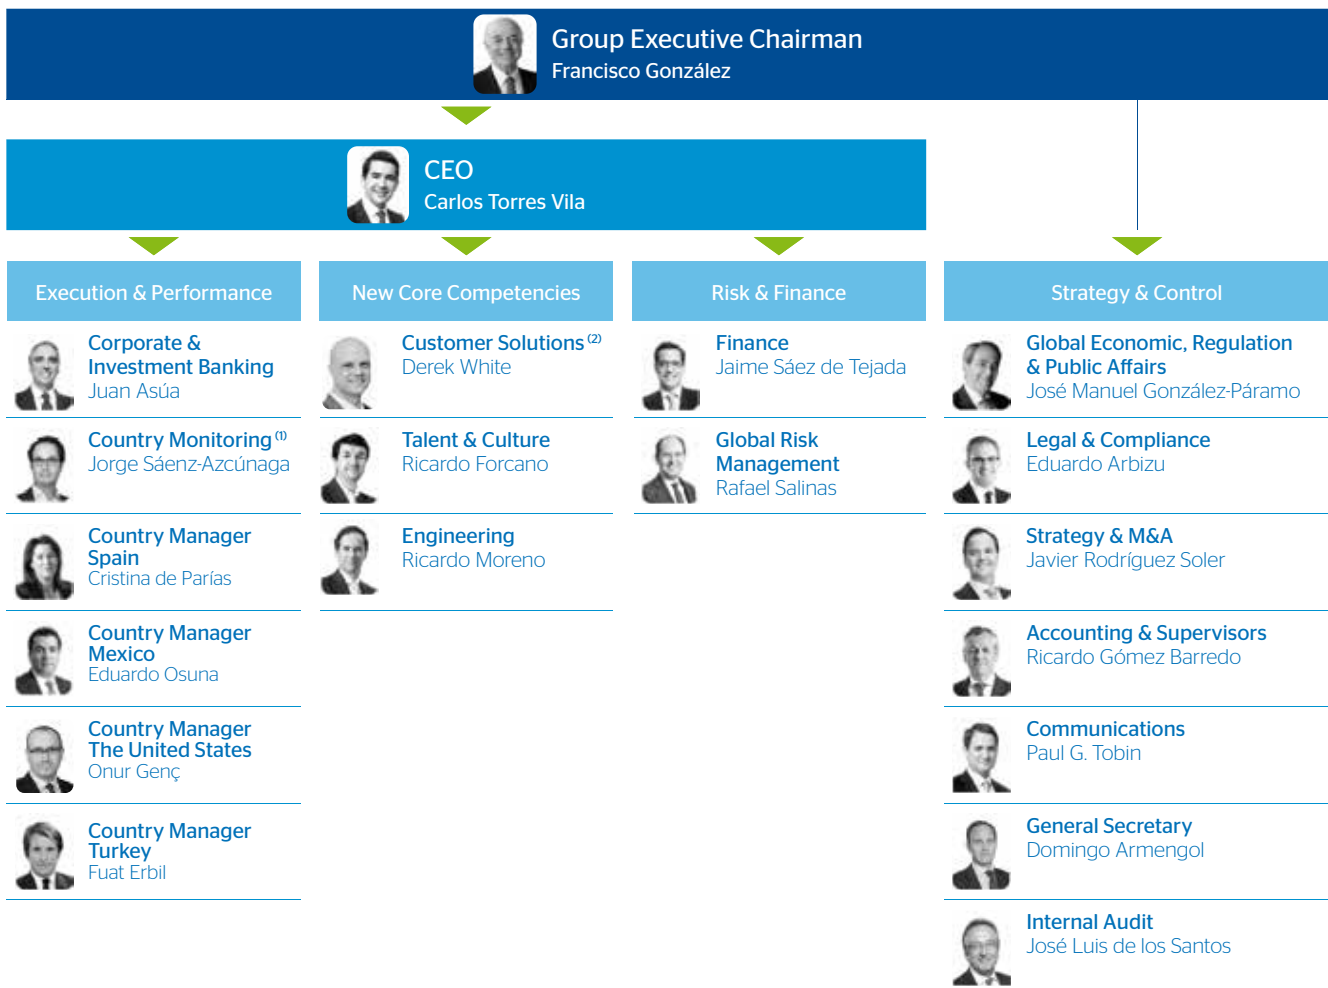 Group Executive Chairman
Francisco González
CEO
Carlos Torres Vila
Execution & Performance
Corporate &
Investment Banking
Juan Asúa
Country Monitoring (1)
Jorge Sáenz-Azcúnaga
Country Manager
Spain
Cristina de Parías
Country Manager
Mexico
Eduardo Osuna
Country Manager
The United States
Onur Genç
Country Manager
Turkey
Fuat Erbil
New Core Competencies
Customer Solutions (2)
Derek White
Talent & Culture
Ricardo Forcano
Engineering
Ricardo Moreno
Risk & Finance
Finance
Jaime Sáez de Tejada
Global Risk
Management
Rafael Salinas
Strategy & Control
Global Economic, Regulation
& Public Affairs
José Manuel González-Páramo
Legal & Compliance
Eduardo Arbizu
Strategy & M&A
Javier Rodríguez Soler
Accounting & Supervisors
Ricardo Gómez Barredo
Communications
Paul G. Tobin
General Secretary
Domingo Armengol
Internal Audit
José Luis de los Santos